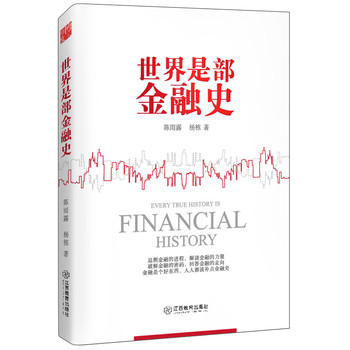 世界是部金融史
陈雨露 杨栋 著
世界是部
金融史
陈雨露 杨栋 著
EVERY TRUE HISTORY IS
FINANCIAL
HISTORY
追溯金融的进程，解读金融的力量
破解金融的密码，回答金融的走向
金融是个好东西，人人都该补点金融史
江西教育出版社
江西教育出版社